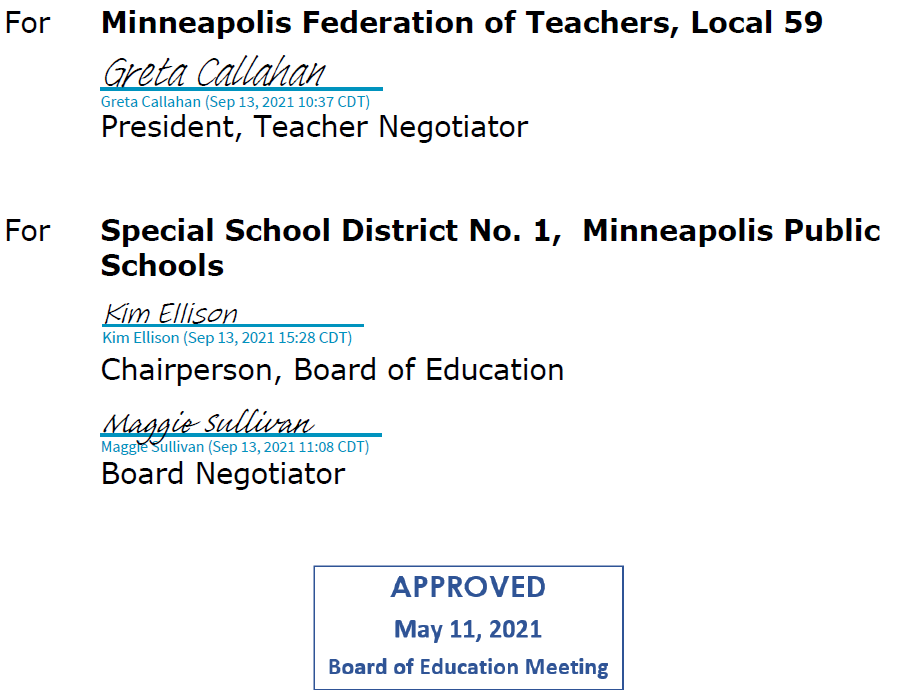 For Minneapolis Federation of Teachers, Local 59
Greta Callahan
Greta Callahan (Sep 13, 2021 10:37 CDT)
President, Teacher Negotiator
For Special School District No. 1, Minneapolis Public
Schools
Kim Ellison
Kim Ellison (Sep 13, 2021 15:28 CDT)
Chairperson, Board of Education
Maggie Sullivan
Maggie Sullivan (Sep 13, 2021 11:08 CDT)
Board Negotiator
APPROVED
May 11, 2021
Board of Education Meeting